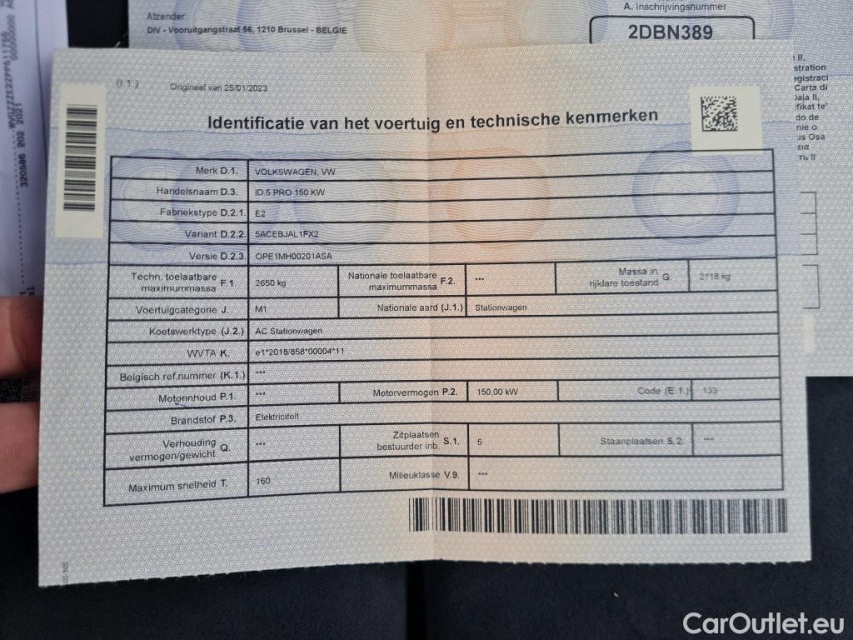 Afzender:
DIV - Vooruitgangstraat 56, 1210 Brussel - BELGIE
A. Inschrijvingsnummer
2DBN389
Origineel van 25/01/2023
Identificatie van het voertuig en technische kenmerken
Merk D.1. VOLKSWAGEN, VW
Handelsnaam D.3. ID.5 PRO 150 KW
Fabriekstype D.2.1. E2
Variant D.2.2. 5ACEBJAL1FX2
Versie D.2.3. OPE1MH00201ASA
Techn. toelaatbare maximummassa F.1 2650 kg Nationale toelaatbare maximummassa F.2. --- Massa in rijklare toestand G. 2118 kg
Voertuigcategorie J. M1 Nationale aard (J.1.) Stationwagen
Koetswerktype (J.2.) AC Stationwagen
WVTA K. e1*2018/858*00004*11
Belgisch ref.nummer (K.1.) ---
Motorinhoud P.1. --- Motorvermogen P.2. 150,00 kW Code (E.1.) 133
Brandstof P.3. Elektriciteit
Verhouding vermogen/gewicht Q. --- Zitplaatsen bestuurder inb. S.1. 5 Staanplaatsen S.2. ---
Maximum snelheid T. 160 Milieuklasse V.9. ---
CarOutlet.eu